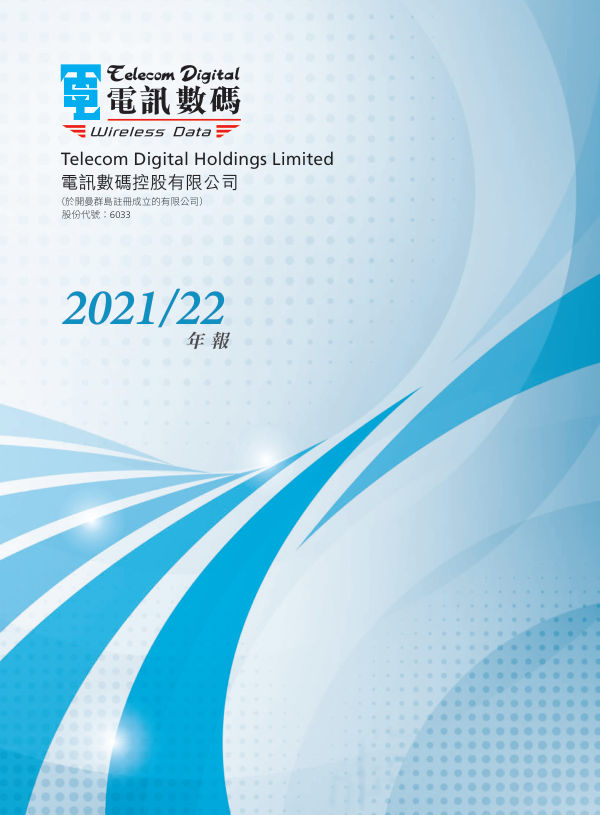 Telecom Digital
電訊數碼
Wireless Data
Telecom Digital Holdings Limited
電訊數碼控股有限公司
(於開曼群島註冊成立的有限公司)
股份代號：6033
2021/22
年報